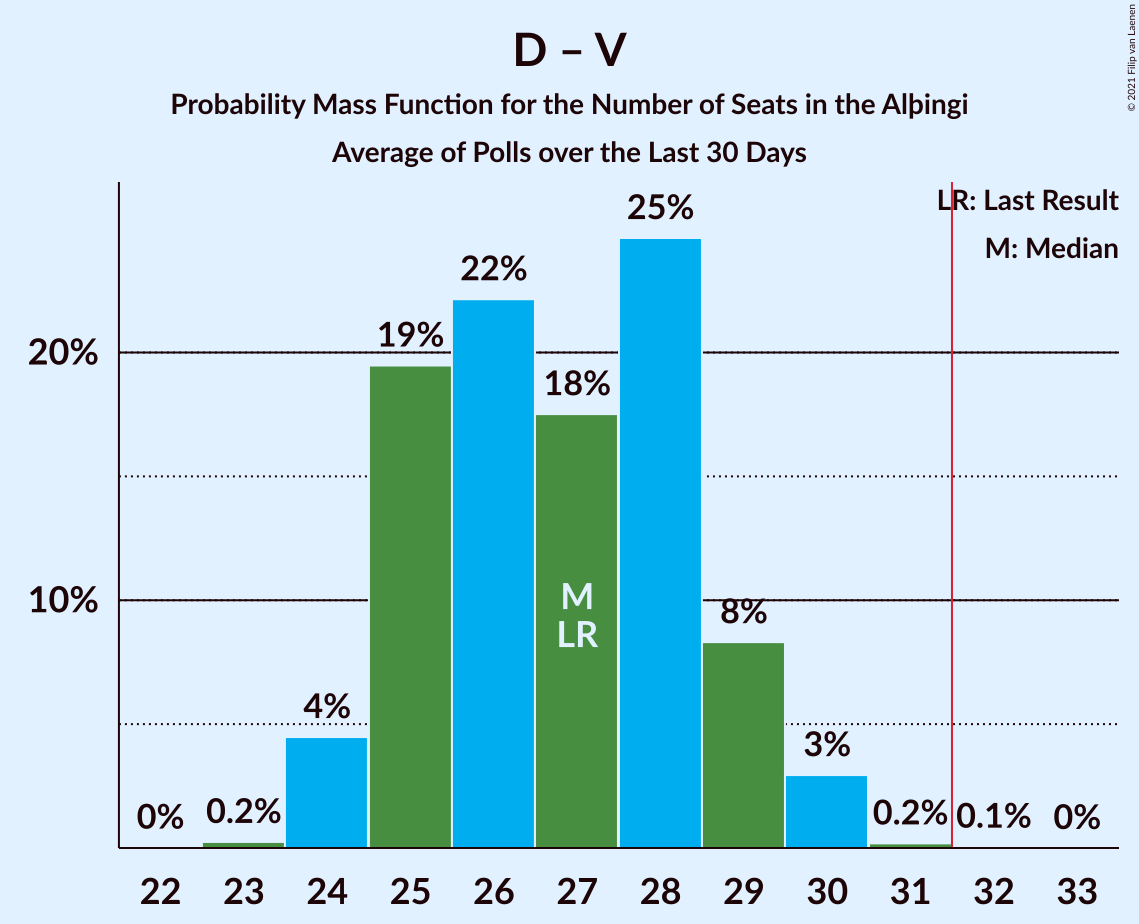 D – V
Probability Mass Function for the Number of Seats in the Alþingi
Average of Polls over the Last 30 Days
© 2021 Filip van Laenen
LR: Last Result
M: Median
20%
10%
0%
0.2%
4%
19%
22%
18%
25%
8%
3%
0.2%
0.1%
0%
M
LR
22 23 24 25 26 27 28 29 30 31 32 33